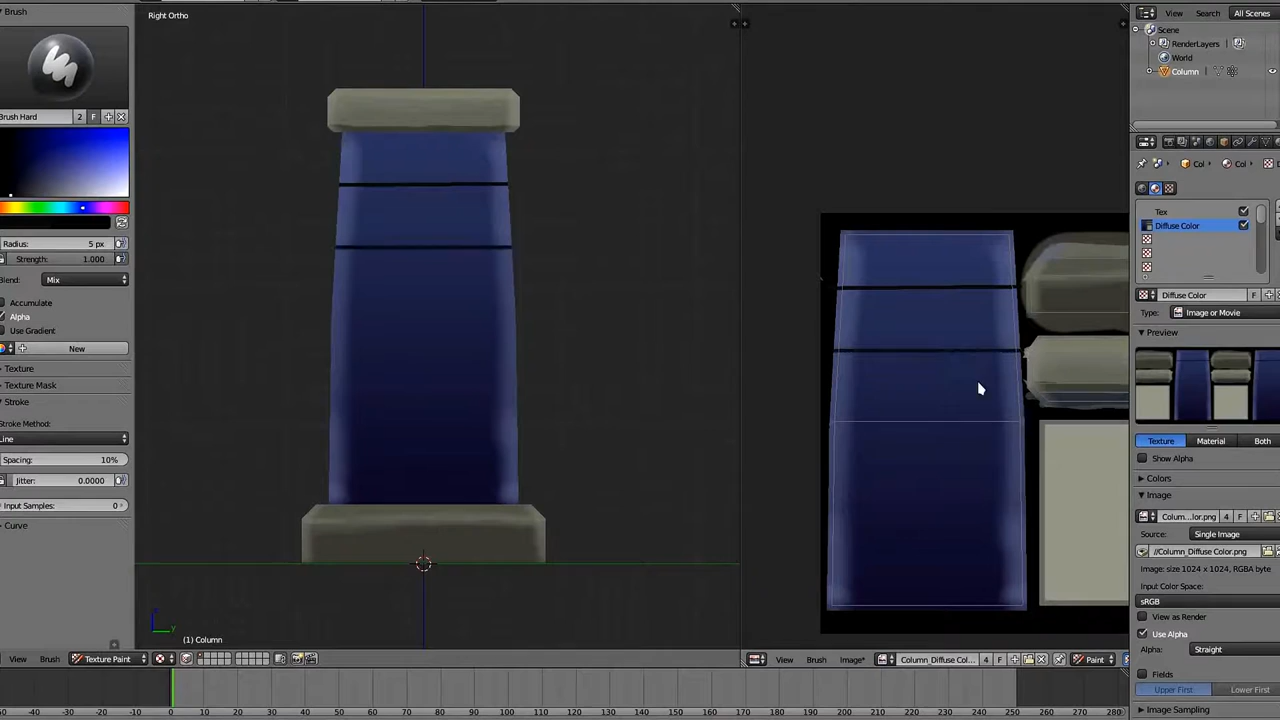 Brush
Right Ortho
View Search All Scenes
Scene
RenderLayers
World
Column
Brush Hard 2 F
Col Col
Tex
Diffuse Color
Radius: 5 px
Strength: 1.000
Blend: Mix
Accumulate
Alpha
Use Gradient
New
Texture
Texture Mask
Stroke
Stroke Method:
Line
Spacing: 10%
Jitter: 0.0000
Input Samples: 0
Curve
Diffuse Color F
Type: Image or Movie
Preview
Texture Material Both
Show Alpha
Colors
Image
Colum...lor.png 4 F
Source: Single Image
//Column_Diffuse Color.png
Image: size 1024 x 1024, RGBA byte
Input Color Space:
sRGB
View as Render
Use Alpha
Alpha: Straight
Fields
Upper First Lower First
Image Sampling
z
y
(1) Column
View Brush Texture Paint
View Brush Image* Column_Diffuse Col... 4 F Paint
-50 -40 -30 -20 -10 0 10 20 30 40 50 60 70 80 90 100 110 120 130 140 150 160 170 180 190 200 210 220 230 240 250 260 270 280